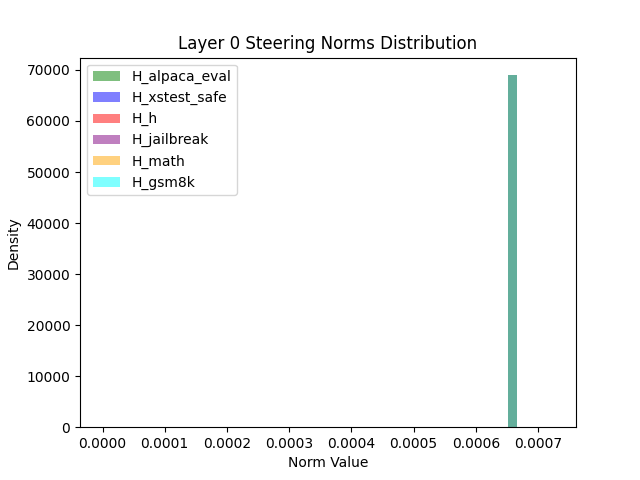 Layer 0 Steering Norms Distribution
H_alpaca_eval
H_xstest_safe
H_h
H_jailbreak
H_math
H_gsm8k
Density
70000
60000
50000
40000
30000
20000
10000
0
0.0000 0.0001 0.0002 0.0003 0.0004 0.0005 0.0006 0.0007
Norm Value